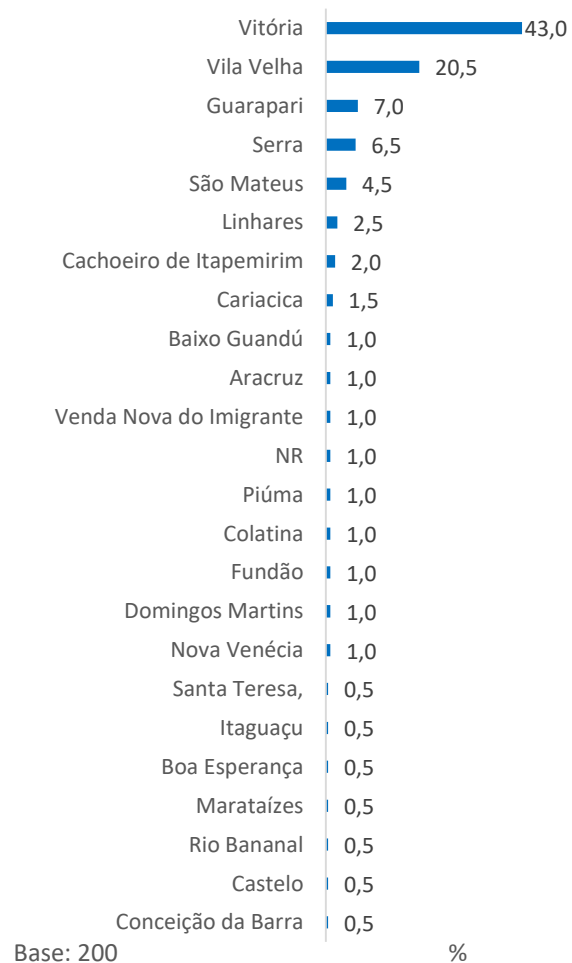 Vitória 43,0
Vila Velha 20,5
Guarapari 7,0
Serra 6,5
São Mateus 4,5
Linhares 2,5
Cachoeiro de Itapemirim 2,0
Cariacica 1,5
Baixo Guandú 1,0
Aracruz 1,0
Venda Nova do Imigrante 1,0
NR 1,0
Piúma 1,0
Colatina 1,0
Fundão 1,0
Domingos Martins 1,0
Nova Venécia 1,0
Santa Teresa, 0,5
Itaguaçu 0,5
Boa Esperança 0,5
Marataízes 0,5
Rio Bananal 0,5
Castelo 0,5
Conceição da Barra 0,5
Base: 200 %